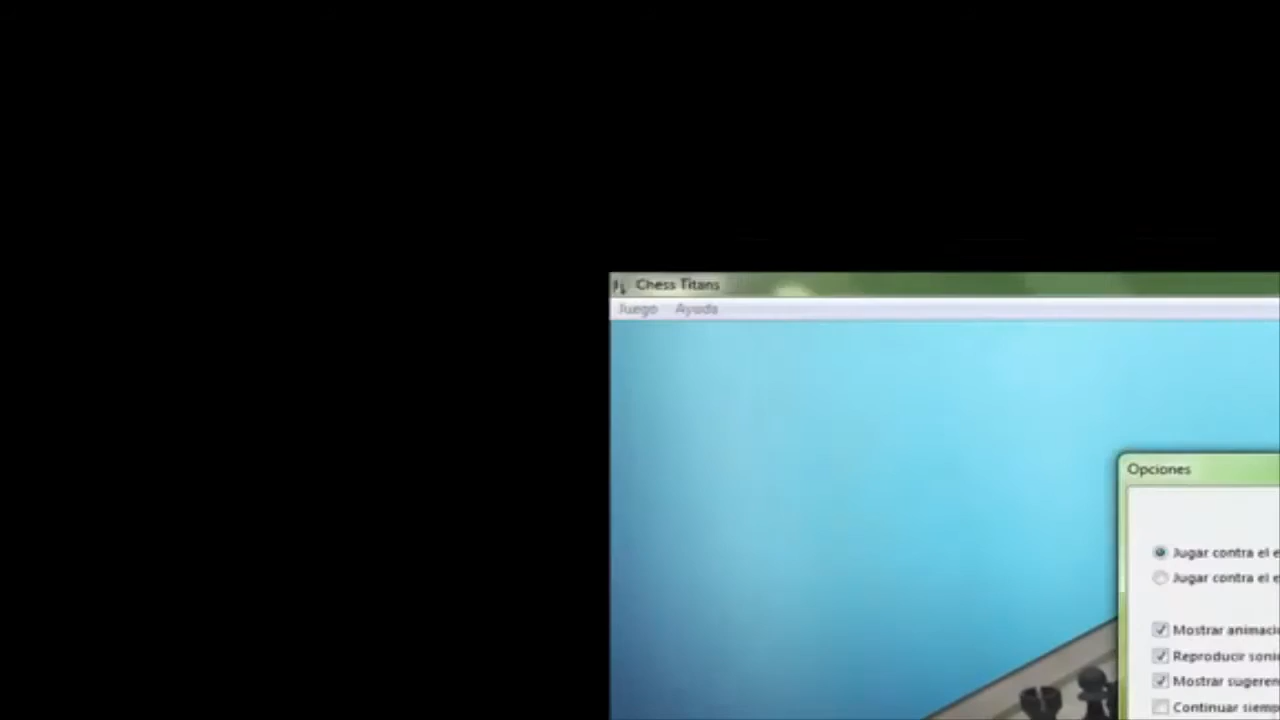 Chess Titans
Juego Ayuda
Opciones
Jugar contra el e
Jugar contra el e
Mostrar animaci
Reproducir soni
Mostrar sugeren
Continuar siemp